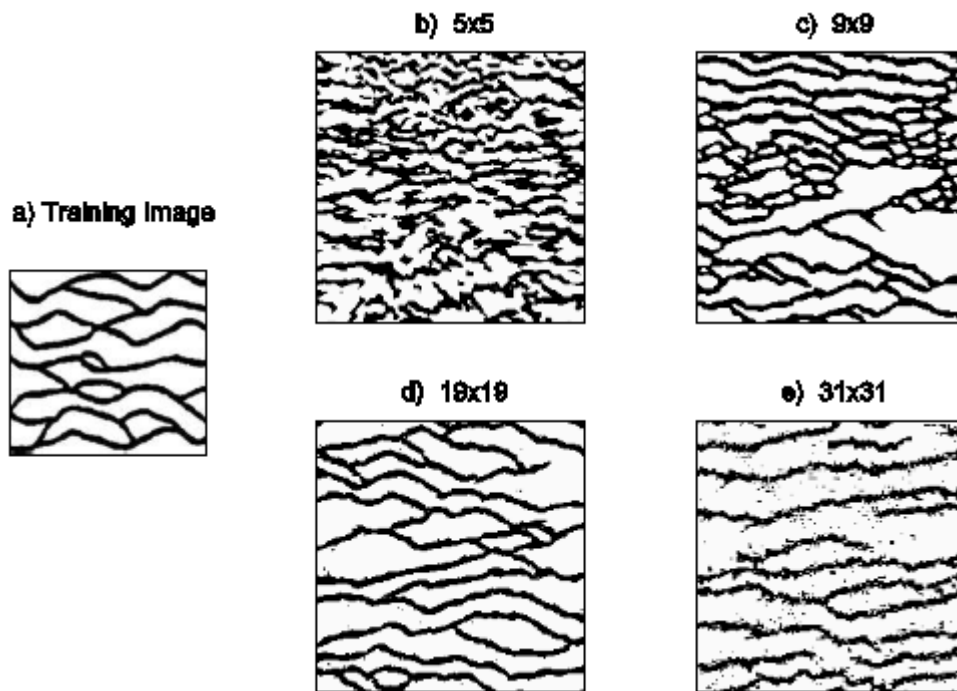 b) 5x5
c) 9x9
a) Training Image
d) 19x19
e) 31x31